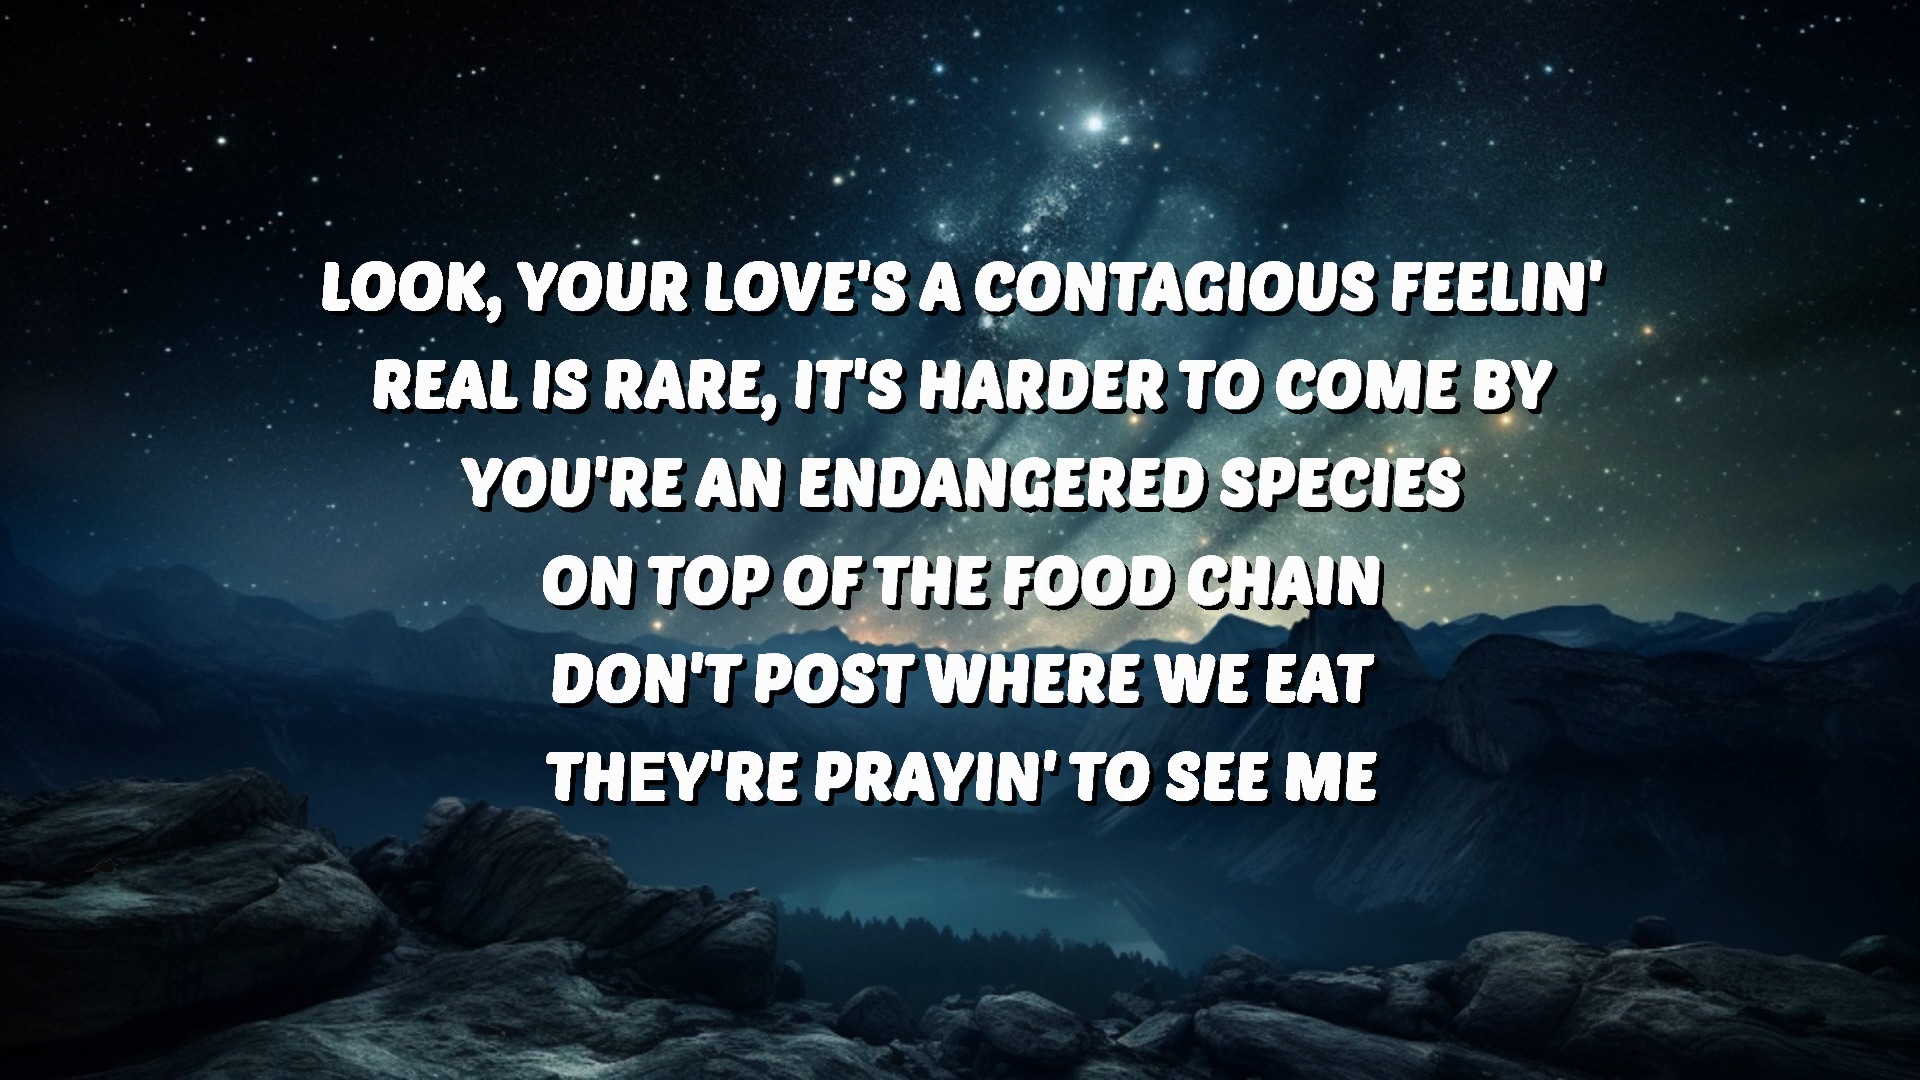 LOOK, YOUR LOVE'S A CONTAGIOUS FEELIN'
REAL IS RARE, IT'S HARDER TO COME BY
YOU'RE AN ENDANGERED SPECIES
ON TOP OF THE FOOD CHAIN
DON'T POST WHERE WE EAT
THEY'RE PRAYIN' TO SEE ME